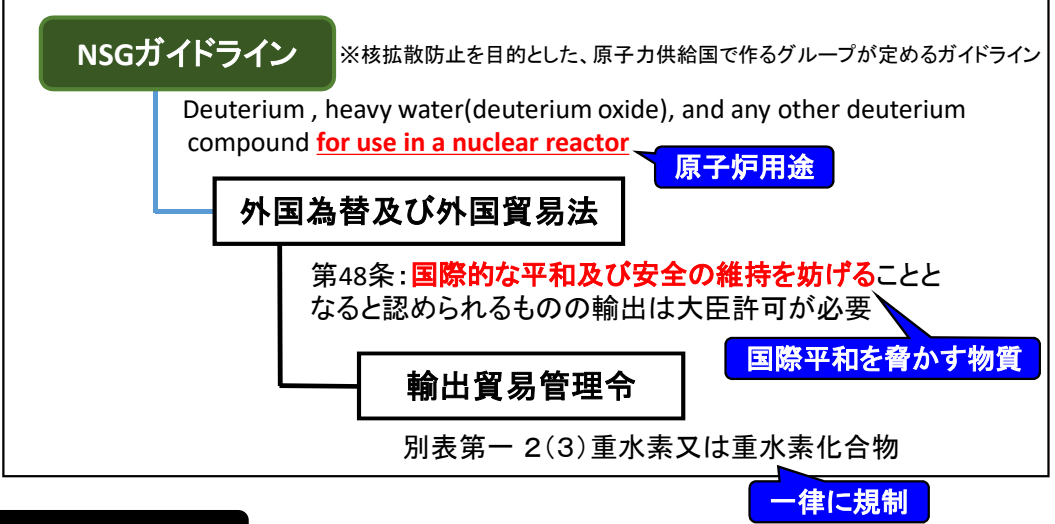 NSGガイドライン
※核拡散防止を目的とした、原子力供給国で作るグループが定めるガイドライン
Deuterium , heavy water(deuterium oxide), and any other deuterium
compound for use in a nuclear reactor
原子炉用途
外国為替及び外国貿易法
第48条：国際的な平和及び安全の維持を妨げることと
なると認められるものの輸出は大臣許可が必要
国際平和を脅かす物質
輸出貿易管理令
別表第一 2(3)重水素又は重水素化合物
一律に規制